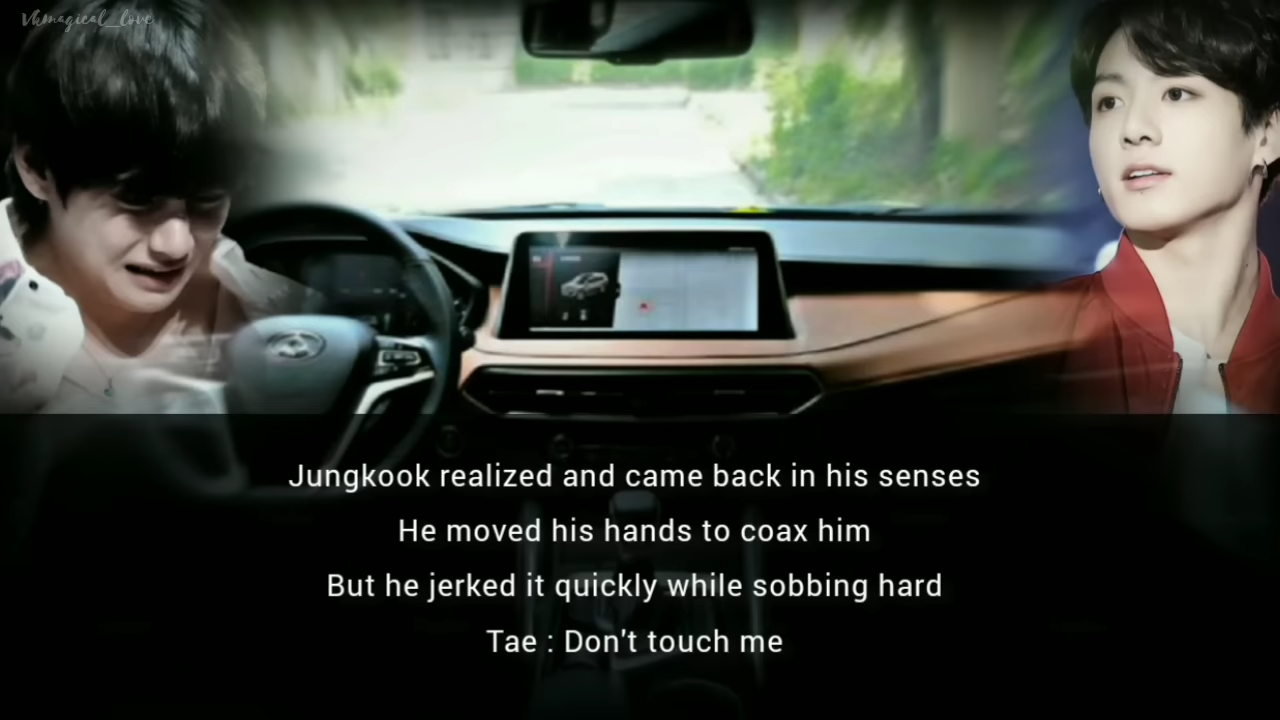 Vkmagical_love
Jungkook realized and came back in his senses
He moved his hands to coax him
But he jerked it quickly while sobbing hard
Tae : Don't touch me